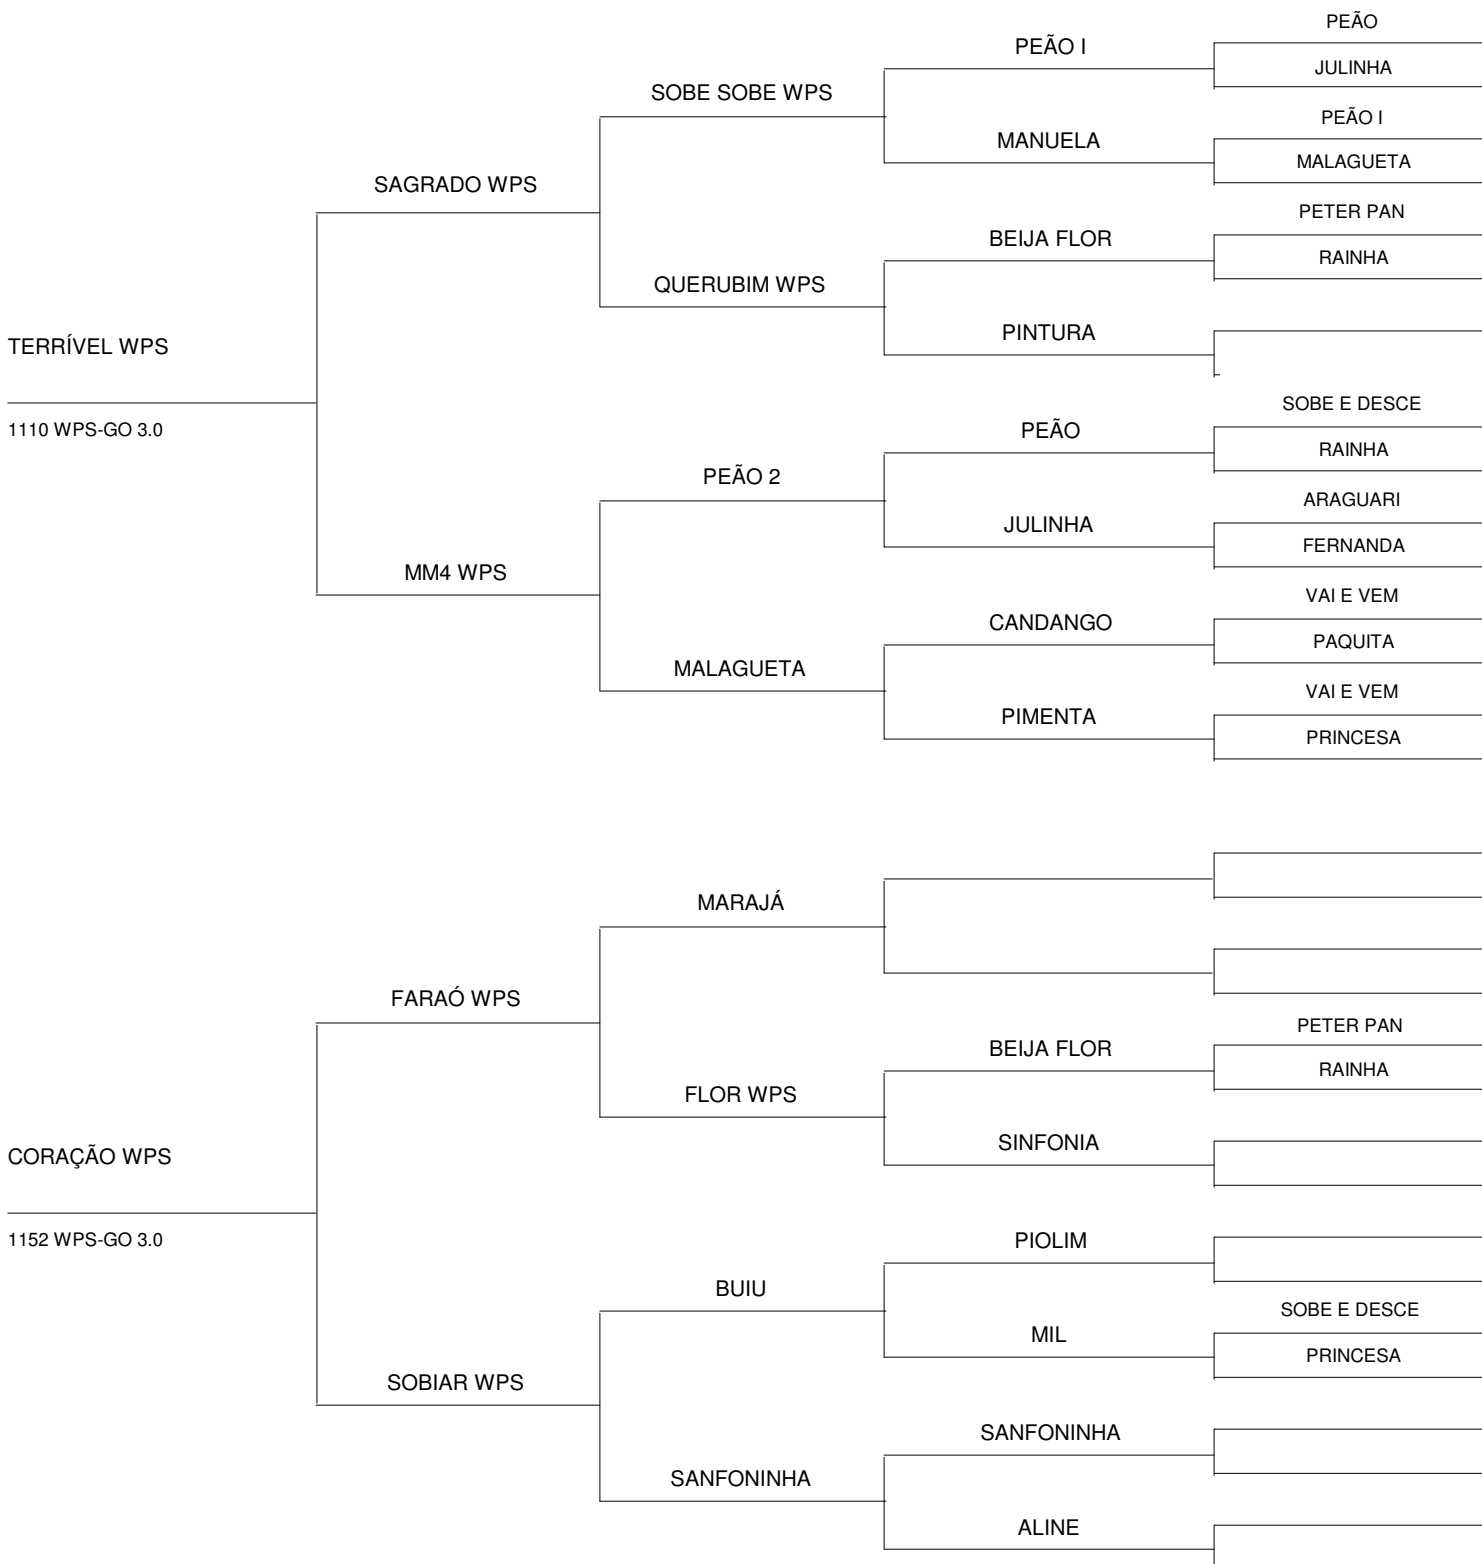 PEÃO
PEÃO I
JULINHA
SOBE SOBE WPS
PEÃO I
MANUELA
MALAGUETA
SAGRADO WPS
PETER PAN
BEIJA FLOR
RAINHA
QUERUBIM WPS
PINTURA
TERRÍVEL WPS
SOBE E DESCE
1110 WPS-GO 3.0
PEÃO
RAINHA
PEÃO 2
ARAGUARI
JULINHA
FERNANDA
MM4 WPS
VAI E VEM
CANDANGO
PAQUITA
MALAGUETA
VAI E VEM
PIMENTA
PRINCESA
MARAJÁ
FARAÓ WPS
PETER PAN
BEIJA FLOR
RAINHA
FLOR WPS
SINFONIA
CORAÇÃO WPS
1152 WPS-GO 3.0
PIOLIM
BUIU
SOBE E DESCE
MIL
PRINCESA
SOBIAR WPS
SANFONINHA
SANFONINHA
ALINE